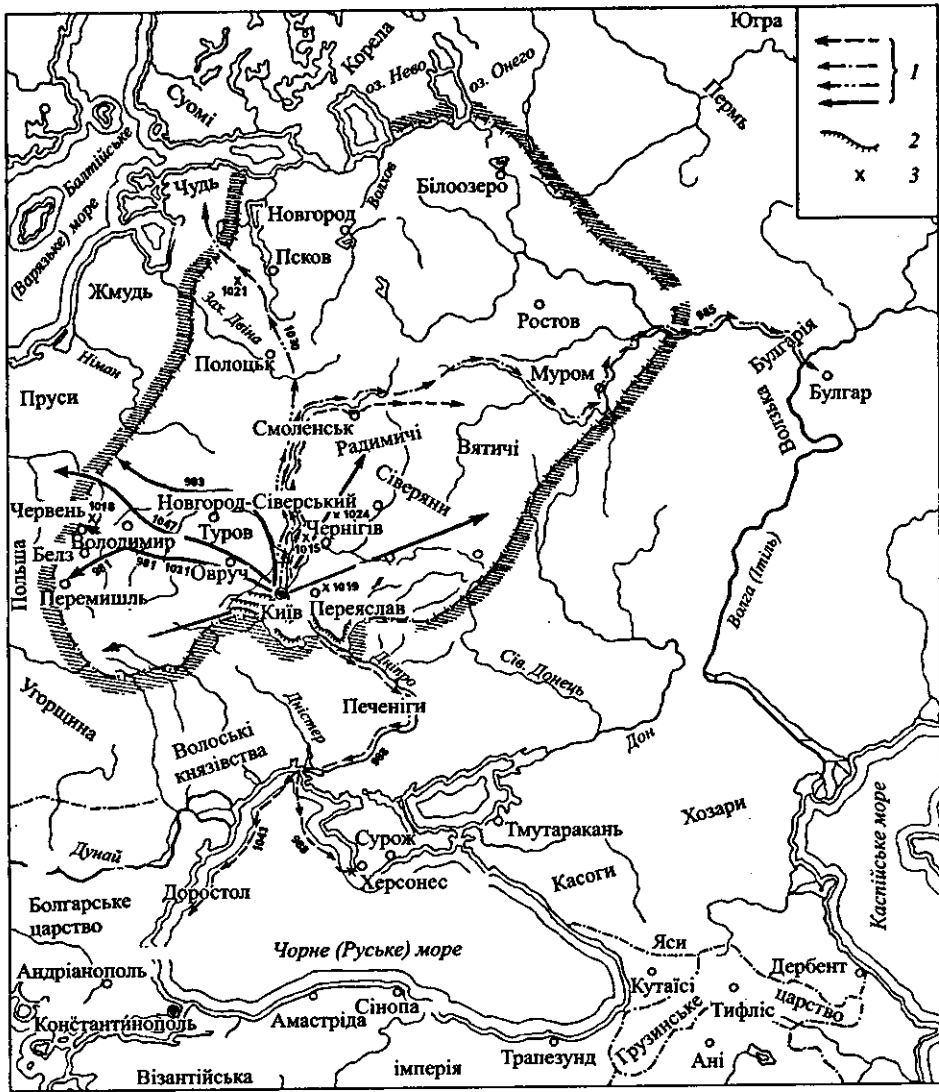 Югра
1
2
3
Корела
оз. Нево
оз. Онего
Суомі
Пермь
Балтійське
(Варязьке) море
Чудь
Новгород
Волхов
Білоозеро
Псков
1021
Жмудь
Зах. Двіна
1030
Ростов
985
Полоцьк
Німан
Муром
Булгарія
Булгар
Волзька
Пруси
Смоленськ
Радимичі
Вятичі
Сіверяни
983
Новгород-Сіверський
Червень
1018
1047
Туров
Чернігів
1024
1015
Володимир
Белз
981
981
1031
Овруч
1019
Польша
Перемишль
Київ
Переяслав
Волга (Ітіль)
Дніпро
Сів. Донець
Угорщина
Печеніги
Дністер
Волоські
князівства
988
Дон
Хозари
Каспійське море
1043
988
Сурож
Тмутаракань
Дунай
Херсонес
Касоги
Доростол
Болгарське
царство
Чорне (Руське) море
Яси
Андріанополь
Дербент
Кутаїсі
царство
Сінопа
Тифліс
Константинополь
Амастріда
Грузинське
Трапезунд
Ані
Візантійська
імперія